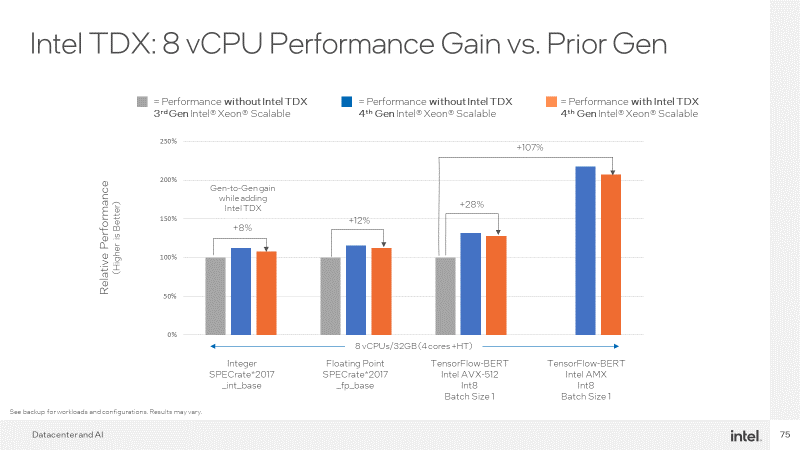 Intel TDX: 8 vCPU Performance Gain vs. Prior Gen
= Performance without Intel TDX
3rd Gen Intel® Xeon® Scalable
= Performance without Intel TDX
4th Gen Intel® Xeon® Scalable
= Performance with Intel TDX
4th Gen Intel® Xeon® Scalable
Relative Performance
(Higher is Better)
250%
200%
150%
100%
50%
0%
Gen-to-Gen gain
while adding
Intel TDX
+8%
+12%
+28%
+107%
8 vCPUs/32GB (4 cores + HT)
Integer
SPECrate*2017
_int_base
Floating Point
SPECrate*2017
_fp_base
TensorFlow-BERT
Intel AVX-512
Int8
Batch Size 1
TensorFlow-BERT
Intel AMX
Int8
Batch Size 1
See backup for workloads and configurations. Results may vary.
Datacenter and AI
intel.
75